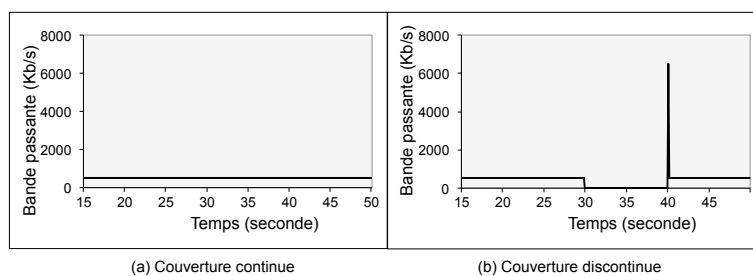 Bande passante (Kb/s)
8000
6000
4000
2000
0
15 20 25 30 35 40 45 50
Temps (seconde)
(a) Couverture continue
Bande passante (Kb/s)
8000
6000
4000
2000
0
15 20 25 30 35 40 45
Temps (seconde)
(b) Couverture discontinue